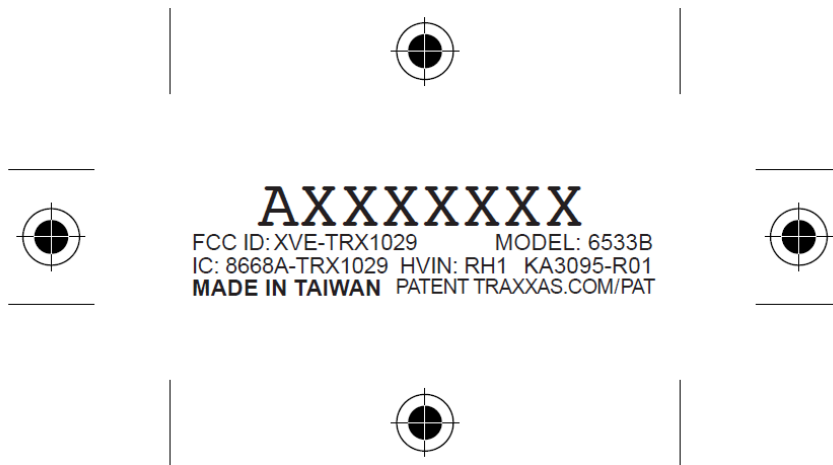 AXXXXXXXX
FCC ID: XVE-TRX1029 MODEL: 6533B
IC: 8668A-TRX1029 HVIN: RH1 KA3095-R01
MADE IN TAIWAN PATENT TRAXXAS.COM/PAT